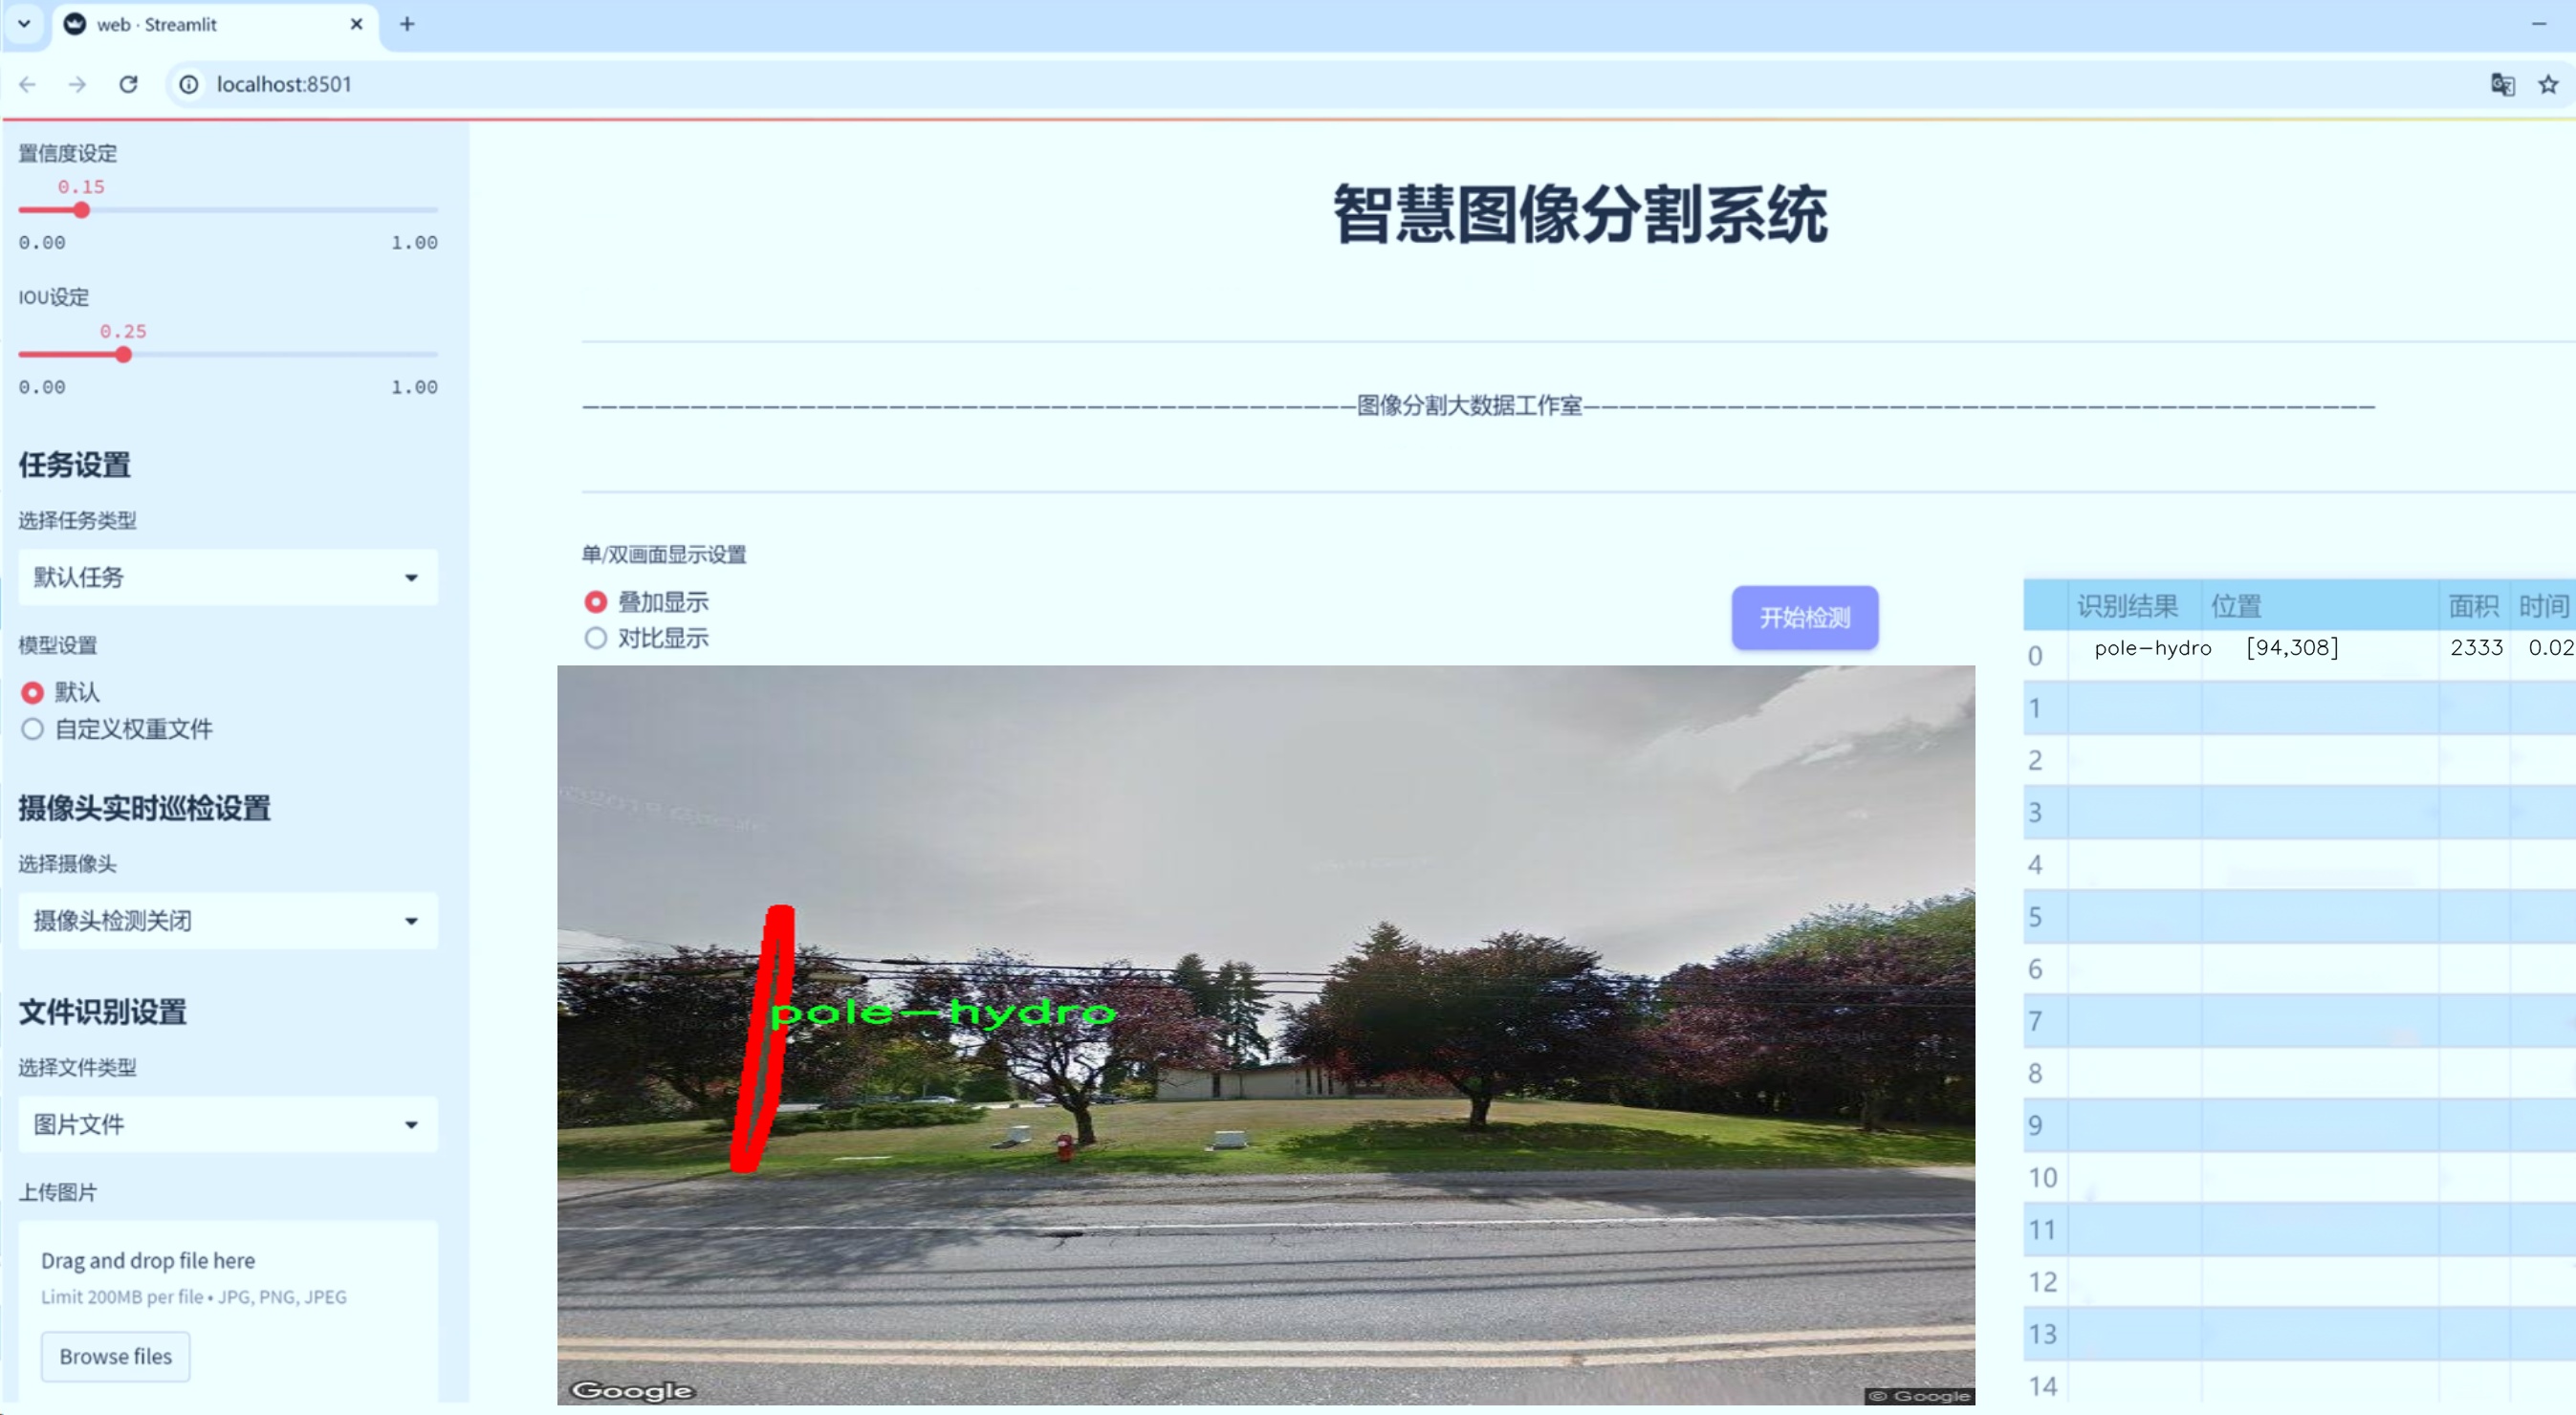 web · Streamlit
localhost:8501
置信度设定
0.15
0.00 1.00
IOU设定
0.25
0.00 1.00
任务设置
选择任务类型
默认任务
模型设置
默认
自定义权重文件
摄像头实时巡检设置
选择摄像头
摄像头检测关闭
文件识别设置
选择文件类型
图片文件
上传图片
Drag and drop file here
Limit 200MB per file • JPG, PNG, JPEG
Browse files
智慧图像分割系统
———————————————————————————————————————————图像分割大数据工作室————————————————————————————————————————————
单/双画面显示设置
叠加显示
对比显示
开始检测
pole-hydro
Google
© Google
识别结果 位置 面积 时间
0 pole-hydro [94,308] 2333 0.02
1
2
3
4
5
6
7
8
9
10
11
12
13
14